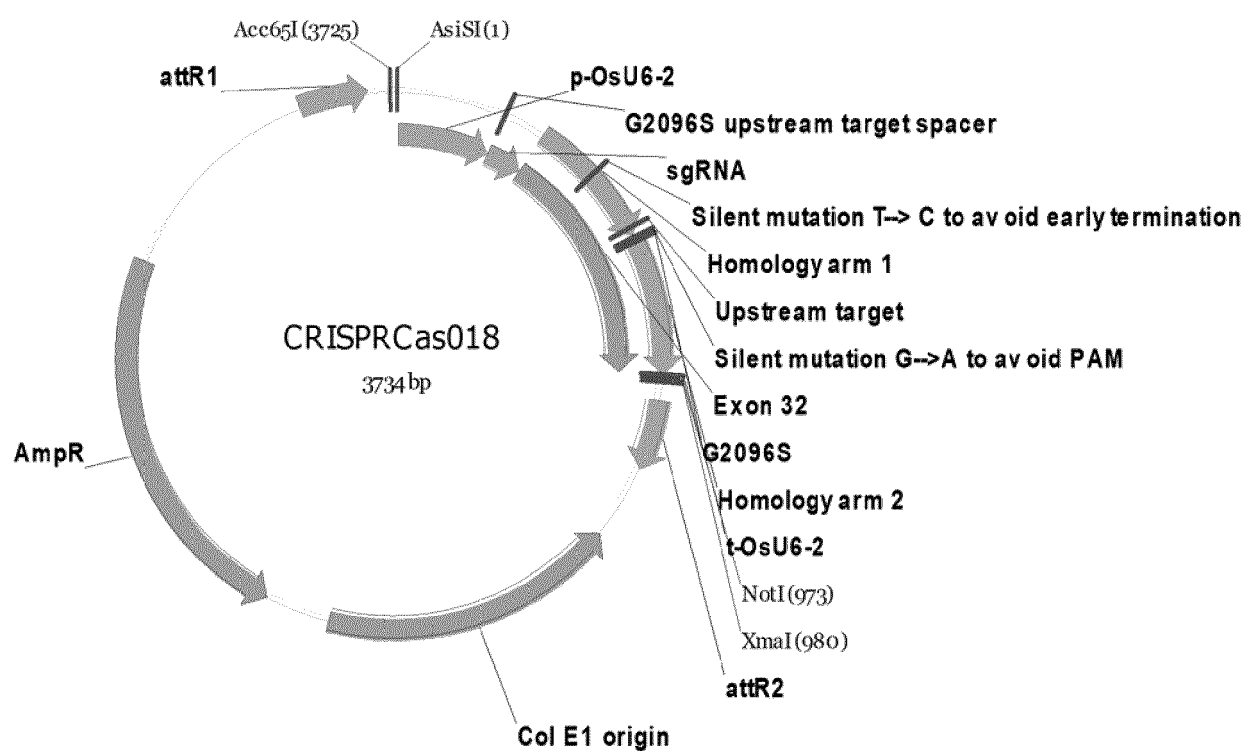 Acc65I (3725)
AsiSI (1)
attR1
p-OsU6-2
G2096S upstream target spacer
sgRNA
Silent mutation T--> C to av oid early termination
Homology arm 1
Upstream target
Silent mutation G-->A to av oid PAM
Exon 32
G2096S
Homology arm 2
t-OsU6-2
NotI (973)
XmaI (980)
attR2
Col E1 origin
AmpR
CRISPRCas018
3734 bp